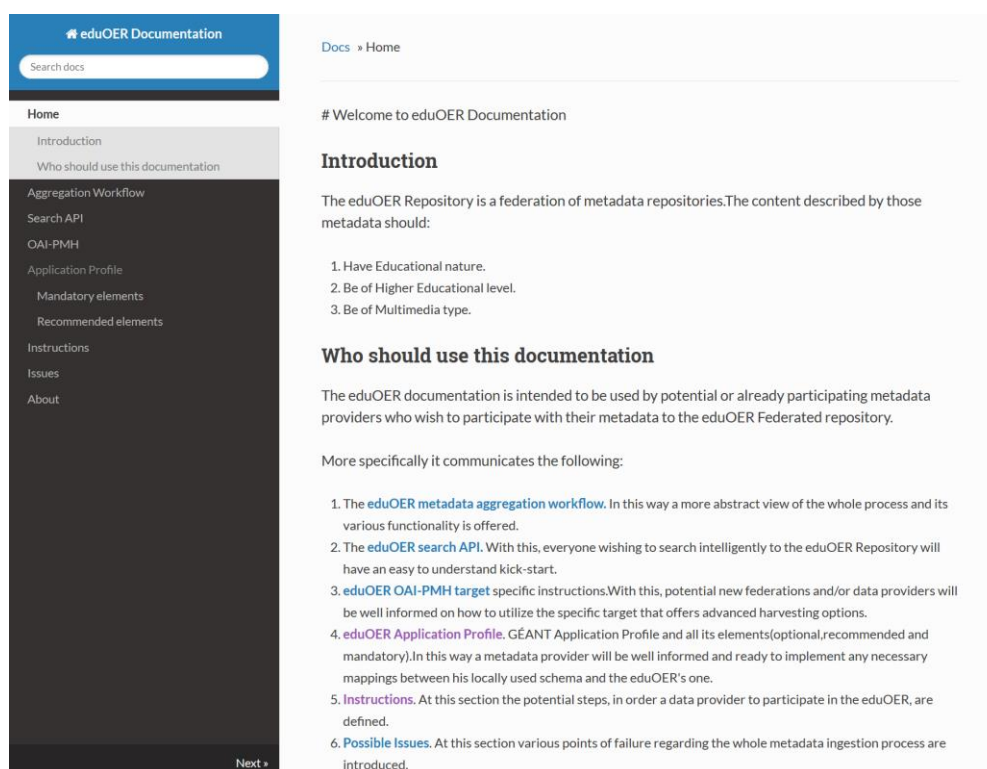 eduOER Documentation
Search docs
Home
Introduction
Who should use this documentation
Aggregation Workflow
Search API
OAI-PMH
Application Profile
Mandatory elements
Recommended elements
Instructions
Issues
About
Next »
Docs » Home
# Welcome to eduOER Documentation
Introduction
The eduOER Repository is a federation of metadata repositories.The content described by those
metadata should:
1. Have Educational nature.
2. Be of Higher Educational level.
3. Be of Multimedia type.
Who should use this documentation
The eduOER documentation is intended to be used by potential or already participating metadata
providers who wish to participate with their metadata to the eduOER Federated repository.
More specifically it communicates the following:
1. The eduOER metadata aggregation workflow. In this way a more abstract view of the whole process and its
various functionality is offered.
2. The eduOER search API. With this, everyone wishing to search intelligently to the eduOER Repository will
have an easy to understand kick-start.
3. eduOER OAI-PMH target specific instructions.With this, potential new federations and/or data providers will
be well informed on how to utilize the specific target that offers advanced harvesting options.
4. eduOER Application Profile. GÉANT Application Profile and all its elements(optional,recommended and
mandatory).In this way a metadata provider will be well informed and ready to implement any necessary
mappings between his locally used schema and the eduOER's one.
5. Instructions. At this section the potential steps, in order a data provider to participate in the eduOER, are
defined.
6. Possible Issues. At this section various points of failure regarding the whole metadata ingestion process are
introduced.